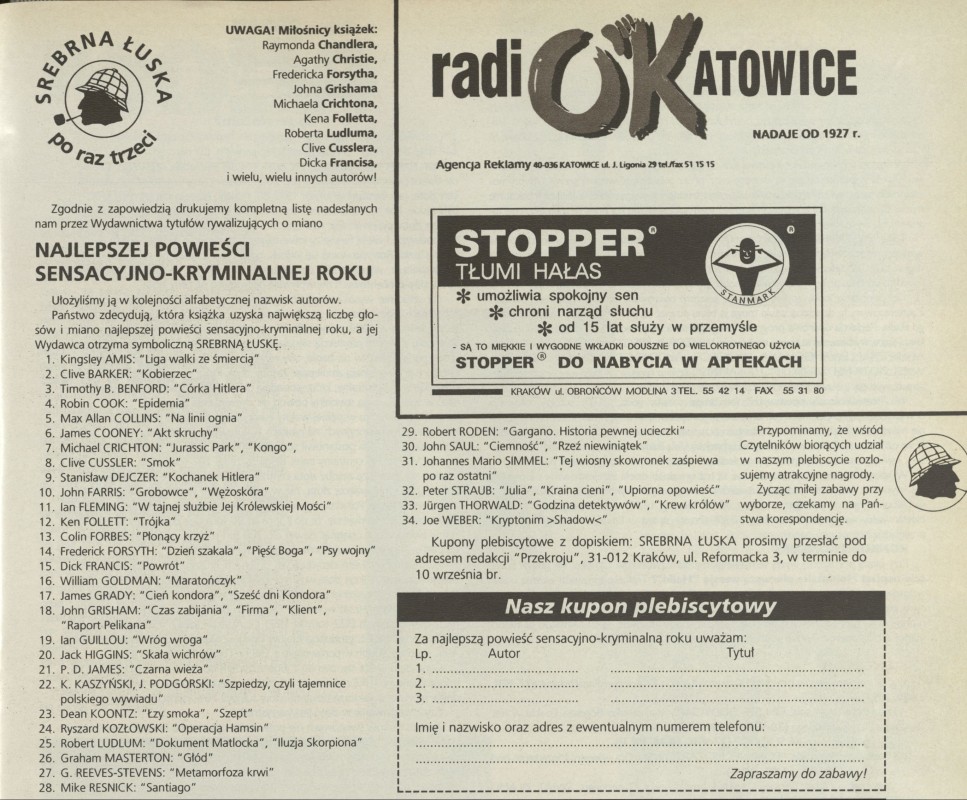 SREBRNA ŁUSKA
po raz trzeci
UWAGA! Miłośnicy książek:
Raymonda Chandlera,
Agathy Christie,
Fredericka Forsytha,
Johna Grishama
Michaela Crichtona,
Kena Folletta,
Roberta Ludluma,
Clive Cusslera,
Dicka Francisa,
i wielu, wielu innych autorów!
Zgodnie z zapowiedzią drukujemy kompletną listę nadesłanych
nam przez Wydawnictwa tytułów rywalizujących o miano
NAJLEPSZEJ POWIEŚCI
SENSACYJNO-KRYMINALNEJ ROKU
Ułożyliśmy ją w kolejności alfabetycznej nazwisk autorów.
Państwo zdecydują, która książka uzyska największą liczbę gło-
sów i miano najlepszej powieści sensacyjno-kryminalnej roku, a jej
Wydawca otrzyma symboliczną SREBRNĄ ŁUSKĘ.
1. Kingsley AMIS: "Liga walki ze śmiercią"
2. Clive BARKER: "Kobierzec"
3. Timothy B. BENFORD: "Córka Hitlera"
4. Robin COOK: "Epidemia"
5. Max Allan COLLINS: "Na linii ognia"
6. James COONEY: "Akt skruchy"
7. Michael CRICHTON: "Jurassic Park", "Kongo",
8. Clive CUSSLER: "Smok"
9. Stanisław DEJCZER: "Kochanek Hitlera"
10. John FARRIS: "Grobowce", "Wężoskóra"
11. Ian FLEMING: "W tajnej służbie Jej Królewskiej Mości"
12. Ken FOLLETT: "Trójka"
13. Colin FORBES: "Płonący krzyż"
14. Frederick FORSYTH: "Dzień szakala", "Pięść Boga", "Psy wojny"
15. Dick FRANCIS: "Powrót"
16. William GOLDMAN: "Maratończyk"
17. James GRADY: "Cień kondora", "Sześć dni Kondora"
18. John GRISHAM: "Czas zabijania", "Firma", "Klient",
"Raport Pelikana"
19. Ian GUILLOU: "Wróg wroga"
20. Jack HIGGINS: "Skała wichrów"
21. P. D. JAMES: "Czarna wieża"
22. K. KASZYŃSKI, J. PODGÓRSKI: "Szpiedzy, czyli tajemnice
polskiego wywiadu"
23. Dean KOONTZ: "Łzy smoka", "Szept"
24. Ryszard KOZŁOWSKI: "Operacja Hamsin"
25. Robert LUDLUM: "Dokument Matlocka", "Iluzja Skorpiona"
26. Graham MASTERTON: "Głód"
27. G. REEVES-STEVENS: "Metamorfoza krwi"
28. Mike RESNICK: "Santiago"
radiO'KATOWICE
NADAJE OD 1927 r.
Agencja Reklamy 40-036 KATOWICE ul. J. Ligonia 29 tel./fax 51 15 15
STOPPER®
TŁUMI HAŁAS
®
STANMARK
* umożliwia spokojny sen
* chroni narząd słuchu
* od 15 lat służy w przemyśle
- SĄ TO MIĘKKIE I WYGODNE WKŁADKI DOUSZNE DO WIELOKROTNEGO UŻYCIA
STOPPER® DO NABYCIA W APTEKACH
KRAKÓW ul. OBROŃCÓW MODLINA 3 TEL. 55 42 14 FAX 55 31 80
29. Robert RODEN: "Gargano. Historia pewnej ucieczki"
30. John SAUL: "Ciemność", "Rzeź niewiniątek"
31. Johannes Mario SIMMEL: "Tej wiosny skowronek zaśpiewa
po raz ostatni"
32. Peter STRAUB: "Julia", "Kraina cieni", "Upiorna opowieść"
33. Jürgen THORWALD: "Godzina detektywów", "Krew królów"
34. Joe WEBER: "Kryptonim >Shadow<"
Przypominamy, że wśród
Czytelników biorących udział
w naszym plebiscycie rozlo-
sujemy atrakcyjne nagrody.
Życząc miłej zabawy przy
wyborze, czekamy na Pań-
stwa korespondencję.
Kupony plebiscytowe z dopiskiem: SREBRNA ŁUSKA prosimy przesłać pod
adresem redakcji "Przekroju", 31-012 Kraków, ul. Reformacka 3, w terminie do
10 września br.
Nasz kupon plebiscytowy
Za najlepszą powieść sensacyjno-kryminalną roku uważam:
Lp. Autor Tytuł
1.
2.
3.
Imię i nazwisko oraz adres z ewentualnym numerem telefonu:
Zapraszamy do zabawy!